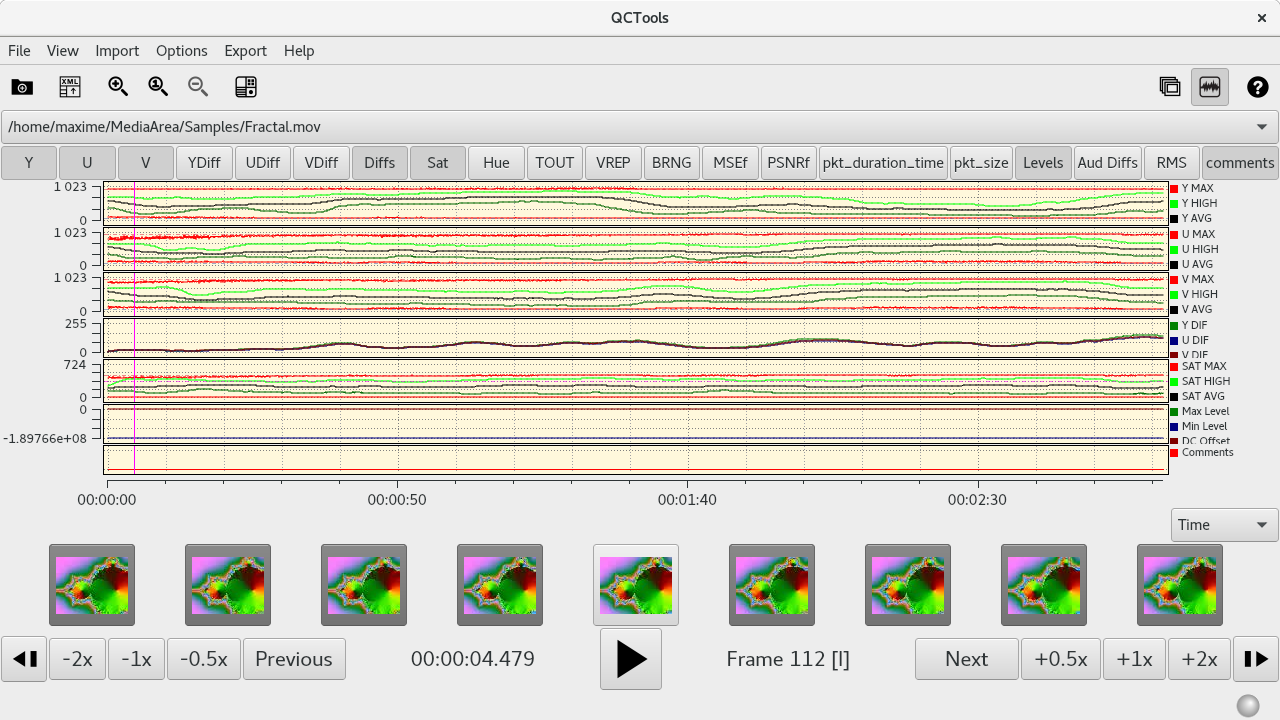 QCTools
File View Import Options Export Help
XML
1
/home/maxime/MediaArea/Samples/Fractal.mov
Y U V YDiff UDiff VDiff Diffs Sat Hue TOUT VREP BRNG MSEf PSNRf pkt_duration_time pkt_size Levels Aud Diffs RMS comments
1 023 Y MAX
Y HIGH
0 Y AVG
1 023 U MAX
U HIGH
0 U AVG
1 023 V MAX
V HIGH
0 V AVG
255 Y DIF
U DIF
0 V DIF
724 SAT MAX
SAT HIGH
0 SAT AVG
0 Max Level
Min Level
-1.89766e+08 DC Offset
Comments
00:00:00 00:00:50 00:01:40 00:02:30
Time
-2x -1x -0.5x Previous 00:00:04.479 Frame 112 [I] Next +0.5x +1x +2x